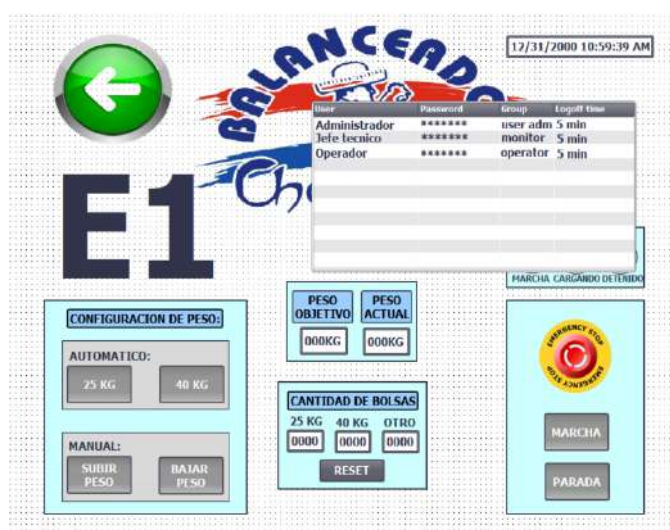 BALANCEADO
12/31/2000 10:59:39 AM
User Password Group Logoff time
Administrador ******* user adm 5 min
Jefe tecnico ******* monitor 5 min
Operador ******* operator 5 min
E1
MARCHA CARGANDO DETENIDO
CONFIGURACION DE PESO:
AUTOMATICO:
25 KG 40 KG
MANUAL:
SUBIR PESO
BAJAR PESO
PESO OBJETIVO
PESO ACTUAL
000KG 000KG
CANTIDAD DE BOLSAS
25 KG 40 KG OTRO
0000 0000 0000
RESET
EMERGENCY STOP
EMERGENCY STOP
MARCHA
PARADA